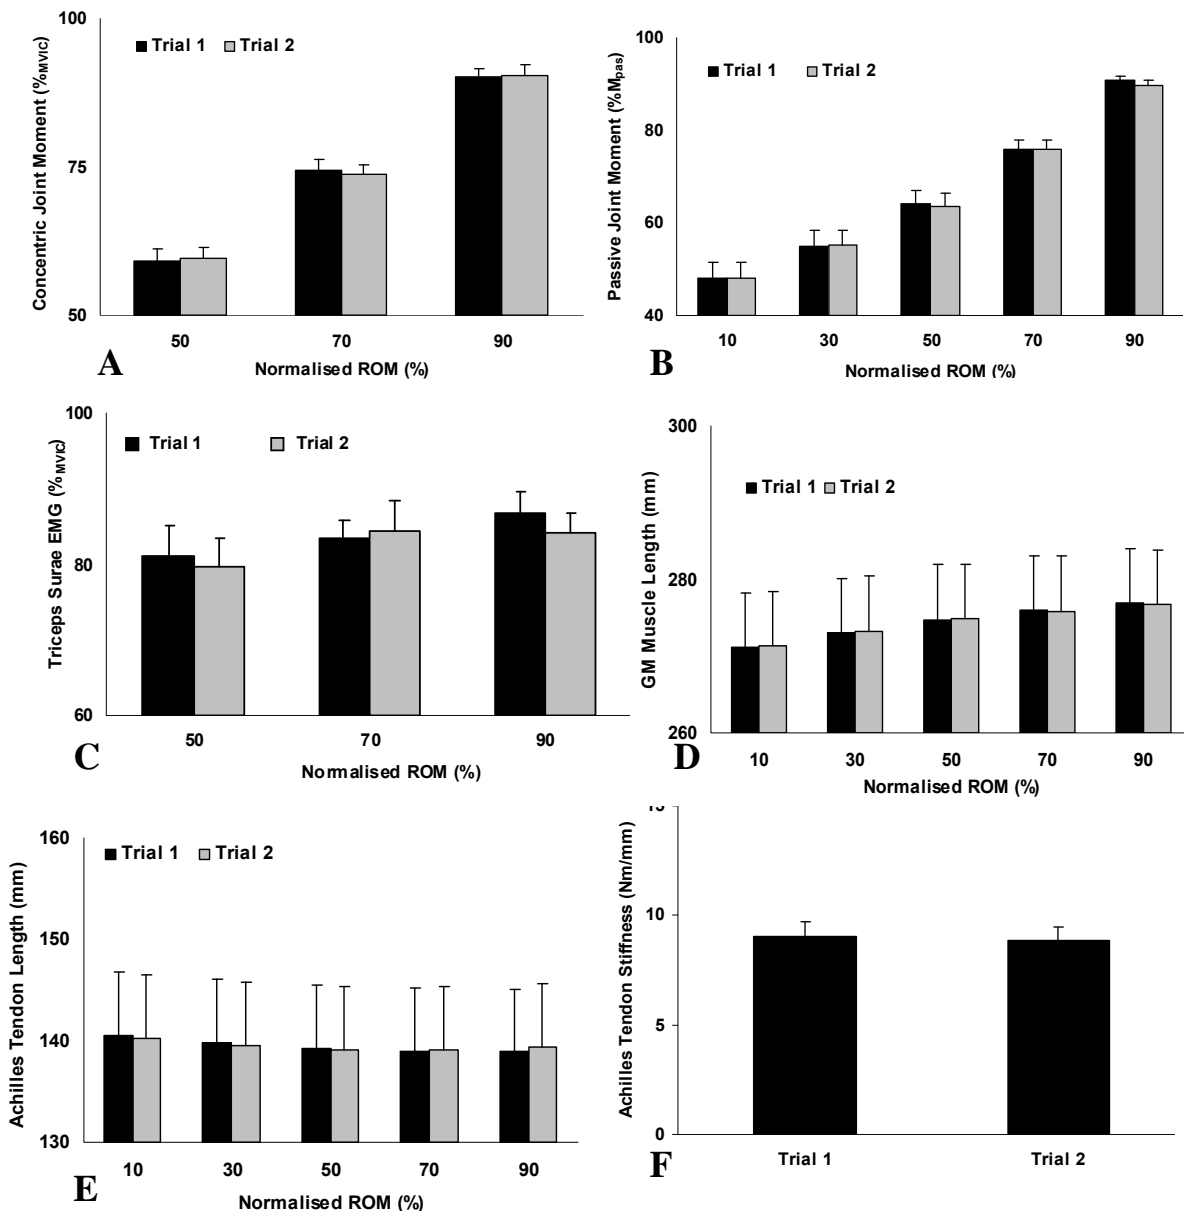 100
Trial 1
Trial 2
75
50
Concentric Joint Moment (%MVIC)
50
70
90
A
Normalised ROM (%)
100
Trial 1
Trial 2
80
60
40
Passive Joint Moment (%Mpas)
10
30
50
70
90
B
Normalised ROM (%)
100
Trial 1
Trial 2
80
60
Triceps Surae EMG (%MVIC)
50
70
90
C
Normalised ROM (%)
300
Trial 1
Trial 2
280
260
GM Muscle Length (mm)
10
30
50
70
90
D
Normalised ROM (%)
160
Trial 1
Trial 2
150
140
130
Achilles Tendon Length (mm)
10
30
50
70
90
E
Normalised ROM (%)
15
10
5
0
Achilles Tendon Stiffness (Nm/mm)
F
Trial 1
Trial 2